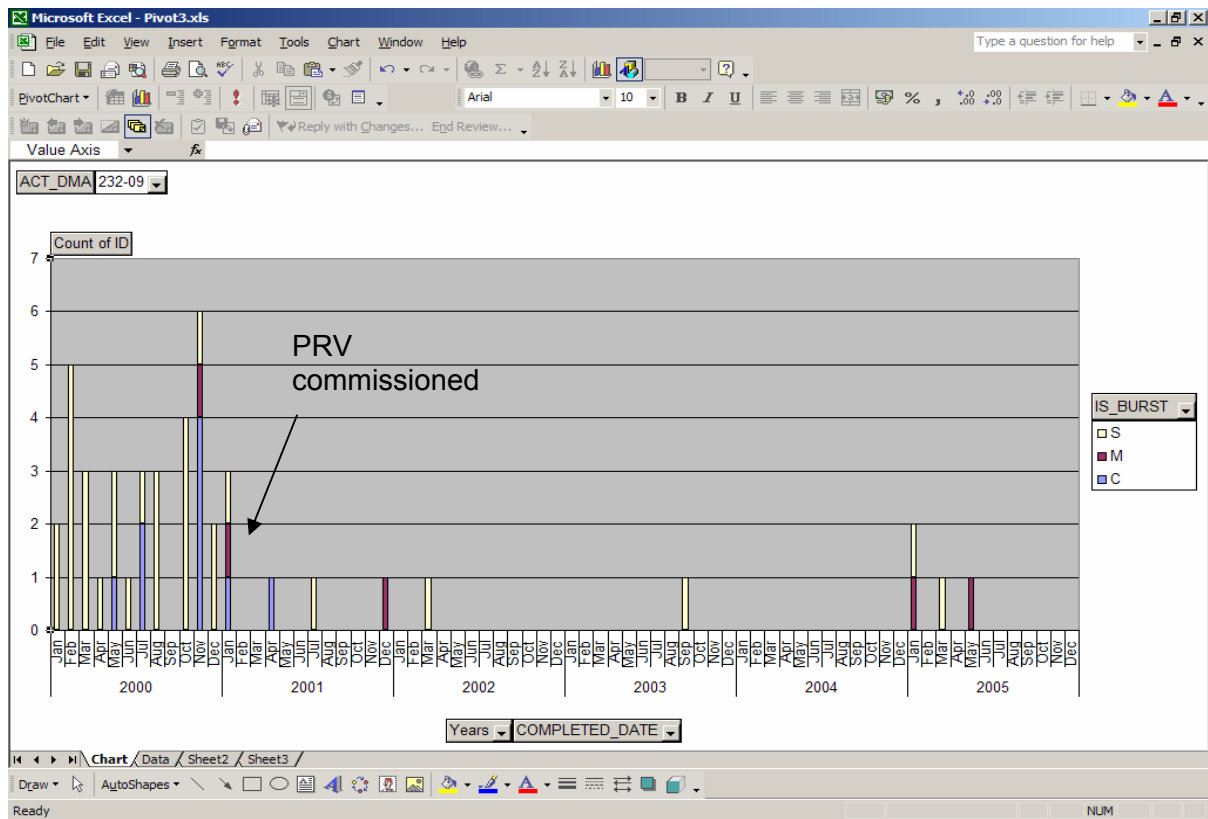 Microsoft Excel - Pivot3.xls
File Edit View Insert Format Tools Chart Window Help Type a question for help
PivotChart Arial 10 B I U % ,
Reply with Changes... End Review...
Value Axis fx
ACT_DMA 232-09
Count of ID
7
6
5
4
3
2
1
0
PRV
commissioned
IS_BURST
S
M
C
Jan Feb Mar Apr May Jun Jul Aug Sep Oct Nov Dec Jan Feb Mar Apr May Jun Jul Aug Sep Oct Nov Dec Jan Feb Mar Apr May Jun Jul Aug Sep Oct Nov Dec Jan Feb Mar Apr May Jun Jul Aug Sep Oct Nov Dec Jan Feb Mar Apr May Jun Jul Aug Sep Oct Nov Dec Jan Feb Mar Apr May Jun Jul Aug Sep Oct Nov Dec
2000 2001 2002 2003 2004 2005
Years COMPLETED_DATE
Chart Data Sheet2 Sheet3
Draw AutoShapes
Ready NUM